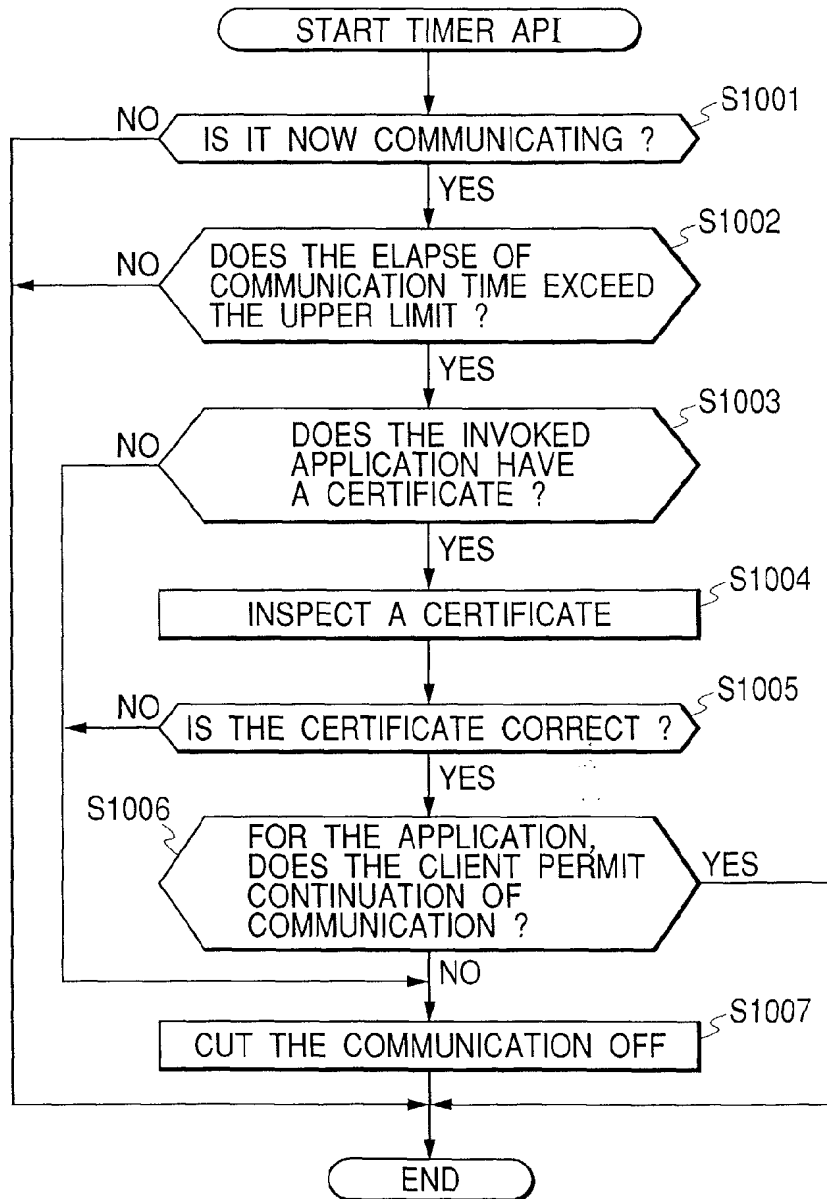 START TIMER API
S1001
NO
IS IT NOW COMMUNICATING ?
YES
S1002
NO
DOES THE ELAPSE OF
COMMUNICATION TIME EXCEED
THE UPPER LIMIT ?
YES
S1003
NO
DOES THE INVOKED
APPLICATION HAVE
A CERTIFICATE ?
YES
S1004
INSPECT A CERTIFICATE
S1005
NO
IS THE CERTIFICATE CORRECT ?
YES
S1006
FOR THE APPLICATION,
DOES THE CLIENT PERMIT
CONTINUATION OF
COMMUNICATION ?
YES
NO
S1007
CUT THE COMMUNICATION OFF
END